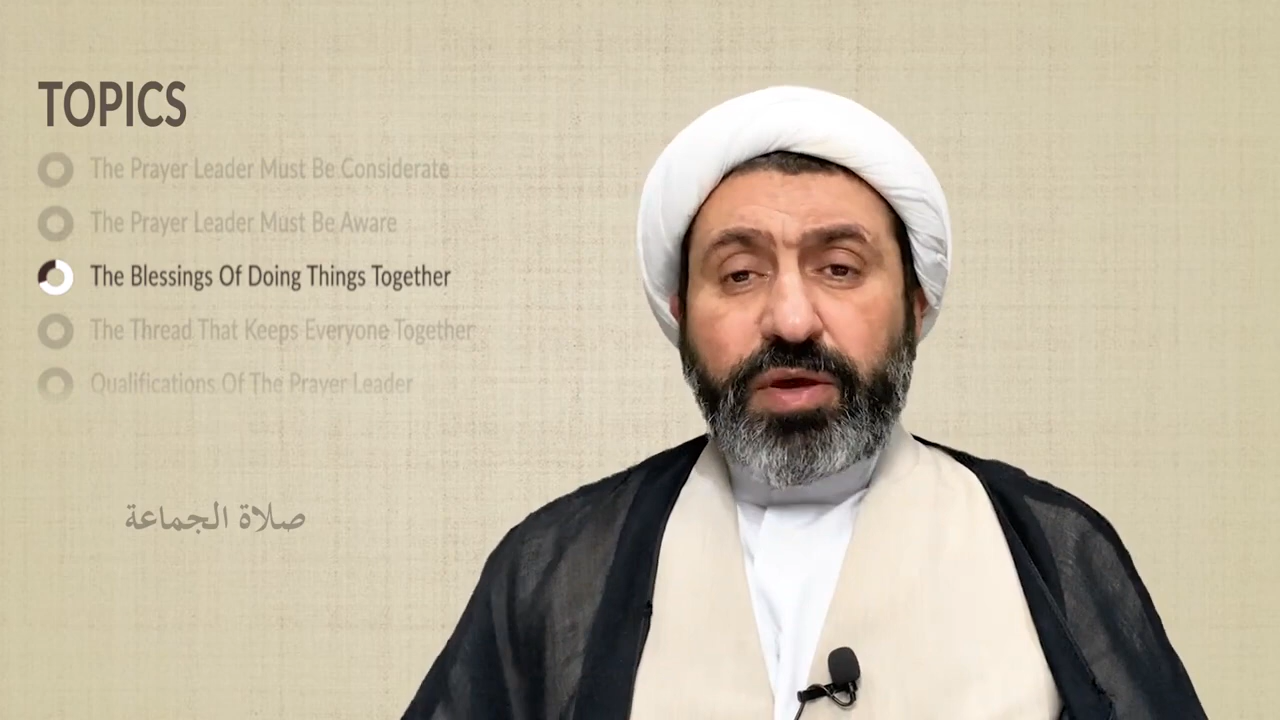 TOPICS
The Prayer Leader Must Be Considerate
The Prayer Leader Must Be Aware
The Blessings Of Doing Things Together
The Thread That Keeps Everyone Together
Qualifications Of The Prayer Leader
صلاة الجماعة